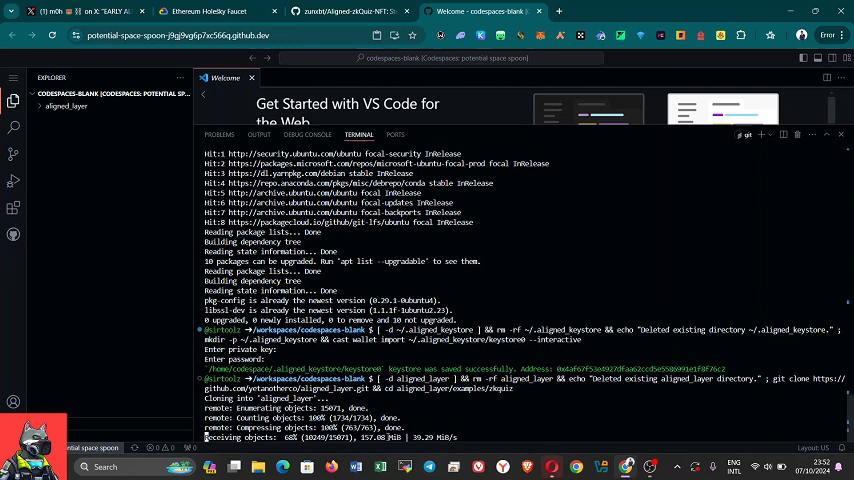 m0h on X: "EARLY AL
Ethereum Holesky Faucet
zunxbt/Aligned-zkQuiz-NFT: St
Welcome - codespaces-blank [C
potential-space-spoon-j9gj9vg6p7xc566q.github.dev
Error
codespaces-blank [Codespaces: potential space spoon]
EXPLORER
Welcome
CODESPACES-BLANK [CODESPACES: POTENTIAL SP...
aligned_layer
Get Started with VS Code for
the Web
PROBLEMS OUTPUT DEBUG CONSOLE TERMINAL PORTS
git
Hit:1 http://security.ubuntu.com/ubuntu focal-security InRelease
Hit:2 https://packages.microsoft.com/repos/microsoft-ubuntu-focal-prod focal InRelease
Hit:3 https://dl.yarnpkg.com/debian stable InRelease
Hit:4 https://repo.anaconda.com/pkgs/misc/debrepo/conda stable InRelease
Hit:5 http://archive.ubuntu.com/ubuntu focal InRelease
Hit:6 http://archive.ubuntu.com/ubuntu focal-updates InRelease
Hit:7 http://archive.ubuntu.com/ubuntu focal-backports InRelease
Hit:8 https://packagecloud.io/github/git-lfs/ubuntu focal InRelease
Reading package lists... Done
Building dependency tree
Reading state information... Done
10 packages can be upgraded. Run 'apt list --upgradable' to see them.
Reading package lists... Done
Building dependency tree
Reading state information... Done
pkg-config is already the newest version (0.29.1-0ubuntu4).
libssl-dev is already the newest version (1.1.1f-1ubuntu2.23).
0 upgraded, 0 newly installed, 0 to remove and 10 not upgraded.
@sirtoolz ➜/workspaces/codespaces-blank $ [ -d ~/.aligned_keystore ] && rm -rf ~/.aligned_keystore && echo "Deleted existing directory ~/.aligned_keystore." ;
mkdir -p ~/.aligned_keystore && cast wallet import ~/.aligned_keystore/keystore0 --interactive
Enter private key:
Enter password:
`/home/codespace/.aligned_keystore/keystore0` keystore was saved successfully. Address: 0x4af67f53e4927dfaa62ccd5e5586991e1f8f76c2
@sirtoolz ➜/workspaces/codespaces-blank $ [ -d aligned_layer ] && rm -rf aligned_layer && echo "Deleted existing aligned_layer directory." ; git clone https://
github.com/yetanotherco/aligned_layer.git && cd aligned_layer/examples/zkquiz
Cloning into 'aligned_layer'...
remote: Enumerating objects: 15071, done.
remote: Counting objects: 100% (1734/1734), done.
remote: Compressing objects: 100% (763/763), done.
Receiving objects: 68% (10249/15071), 157.08 MiB | 39.29 MiB/s
potential space spoon
0 0 0
Layout: US
Search
ENG
INTL
23:52
07/10/2024